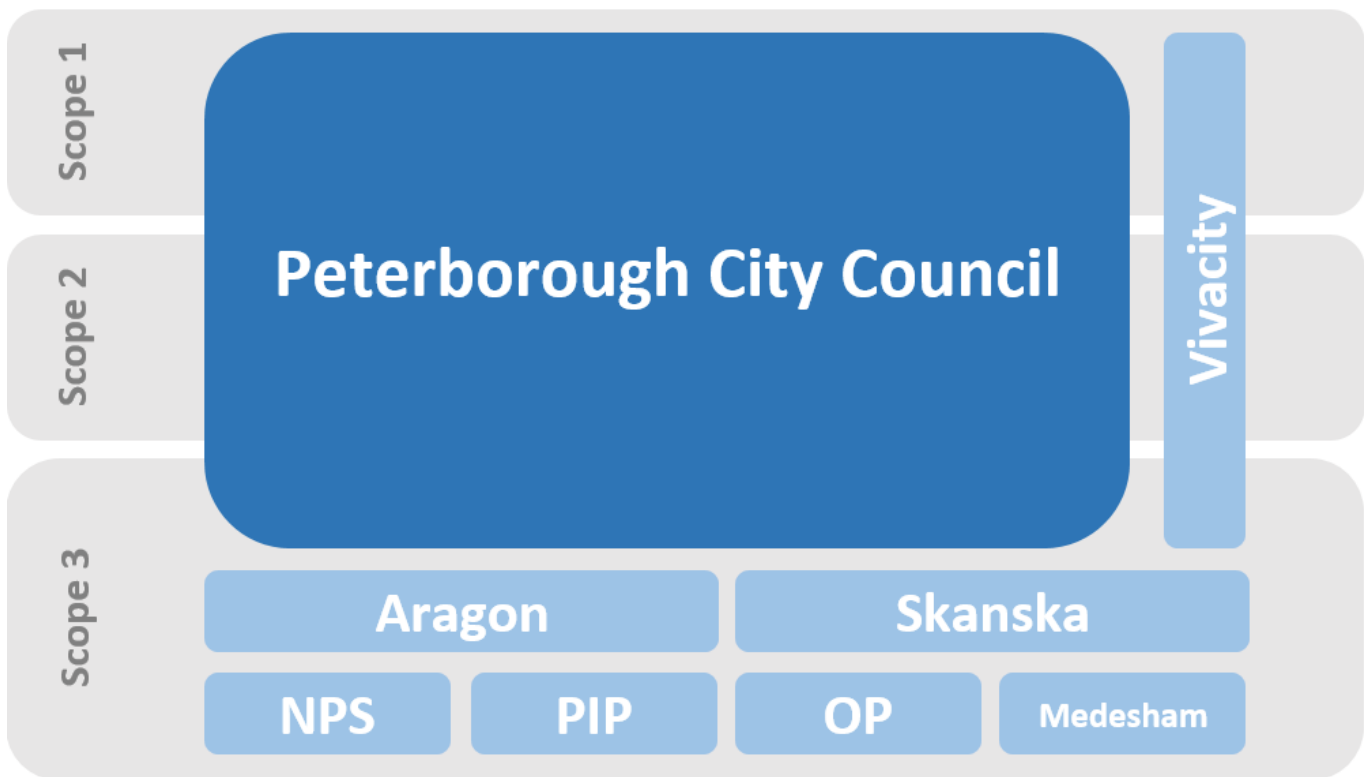 Scope 1
Peterborough City Council
Vivacity
Scope 2
Scope 3
Aragon
Skanska
NPS
PIP
OP
Medesham